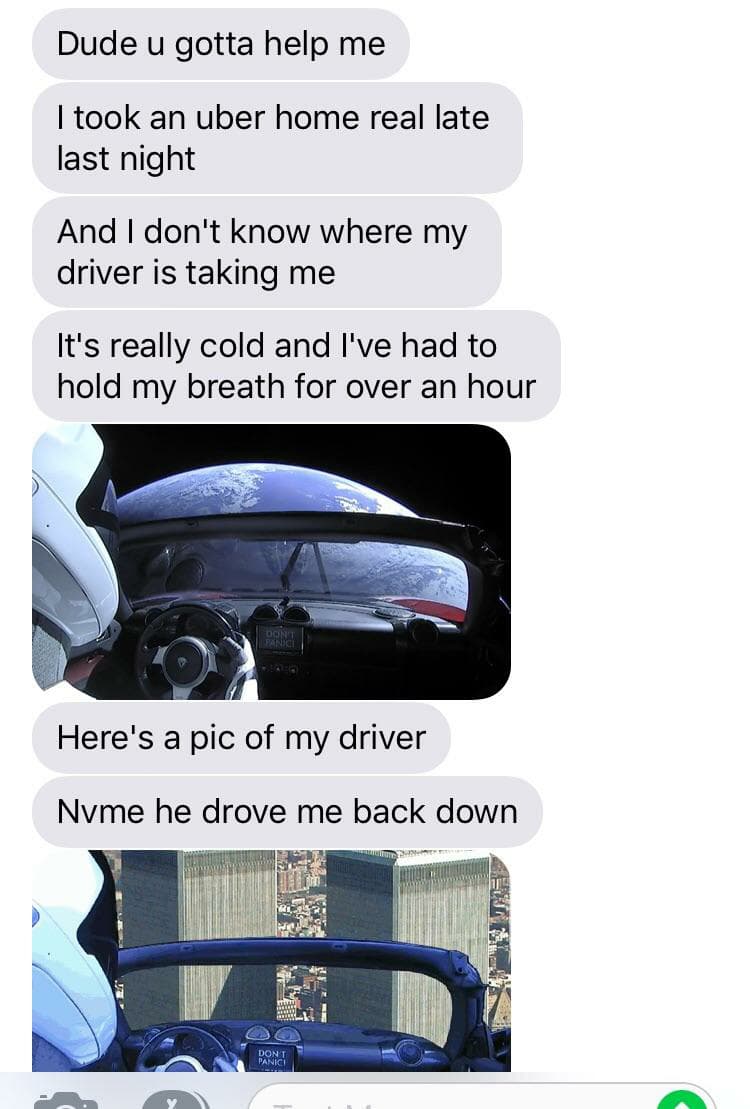 Dude u gotta help me
I took an uber home real late
last night
And I don't know where my
driver is taking me
It's really cold and I've had to
hold my breath for over an hour
DON'T
PANIC!
Here's a pic of my driver
Nvme he drove me back down
DON'T
PANIC!